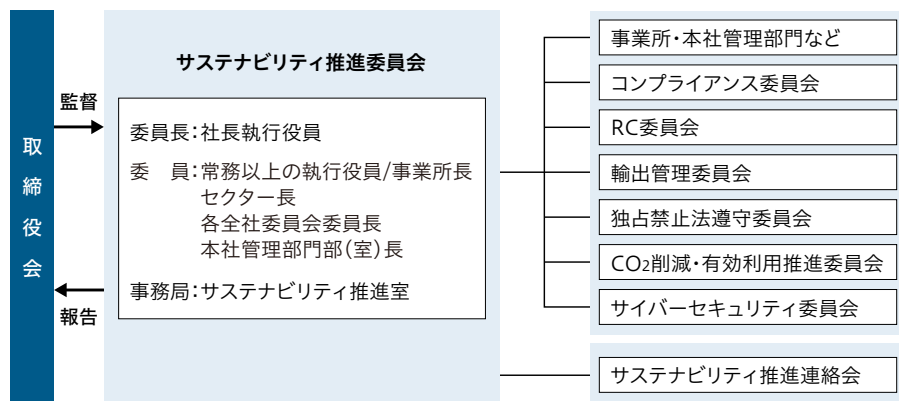 取締役会
監督
報告
サステナビリティ推進委員会
委員長:社長執行役員
委　員:常務以上の執行役員/事業所長
セクター長
各全社委員会委員長
本社管理部門部(室)長
事務局:サステナビリティ推進室
事業所・本社管理部門など
コンプライアンス委員会
RC委員会
輸出管理委員会
独占禁止法遵守委員会
CO₂削減・有効利用推進委員会
サイバーセキュリティ委員会
サステナビリティ推進連絡会